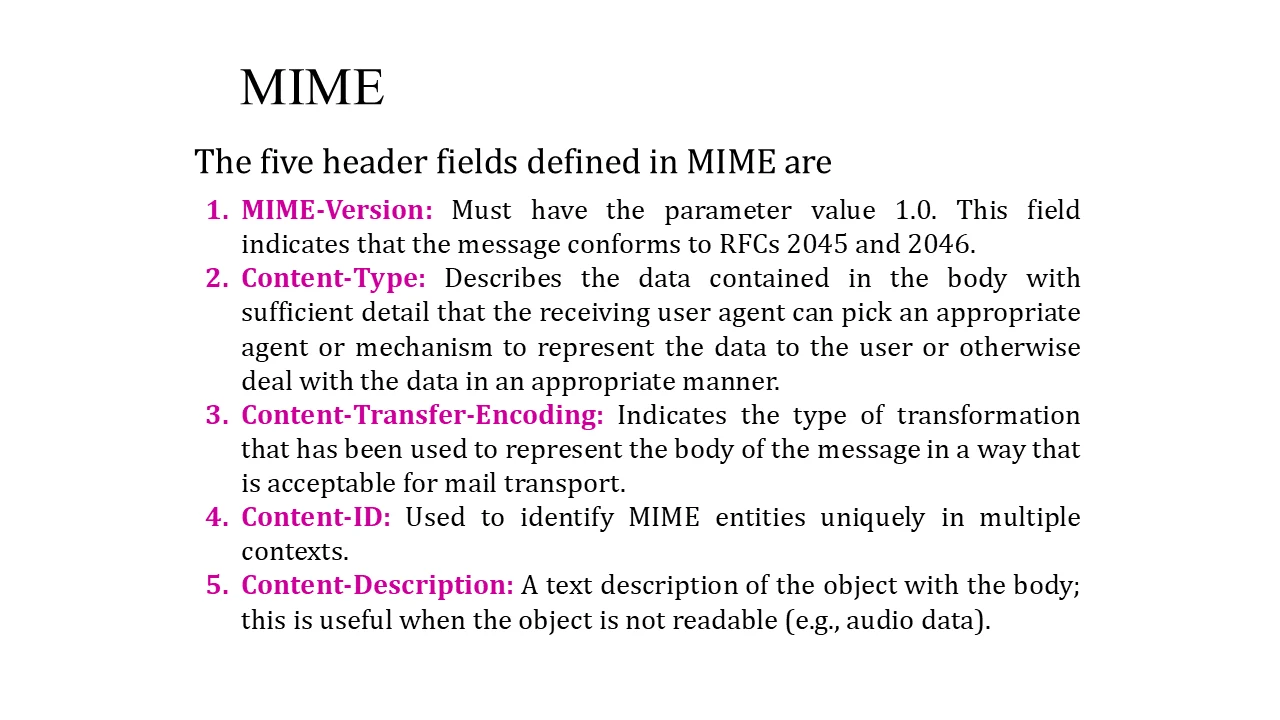 MIME
The five header fields defined in MIME are
1. MIME-Version: Must have the parameter value 1.0. This field
indicates that the message conforms to RFCs 2045 and 2046.
2. Content-Type: Describes the data contained in the body with
sufficient detail that the receiving user agent can pick an appropriate
agent or mechanism to represent the data to the user or otherwise
deal with the data in an appropriate manner.
3. Content-Transfer-Encoding: Indicates the type of transformation
that has been used to represent the body of the message in a way that
is acceptable for mail transport.
4. Content-ID: Used to identify MIME entities uniquely in multiple
contexts.
5. Content-Description: A text description of the object with the body;
this is useful when the object is not readable (e.g., audio data).